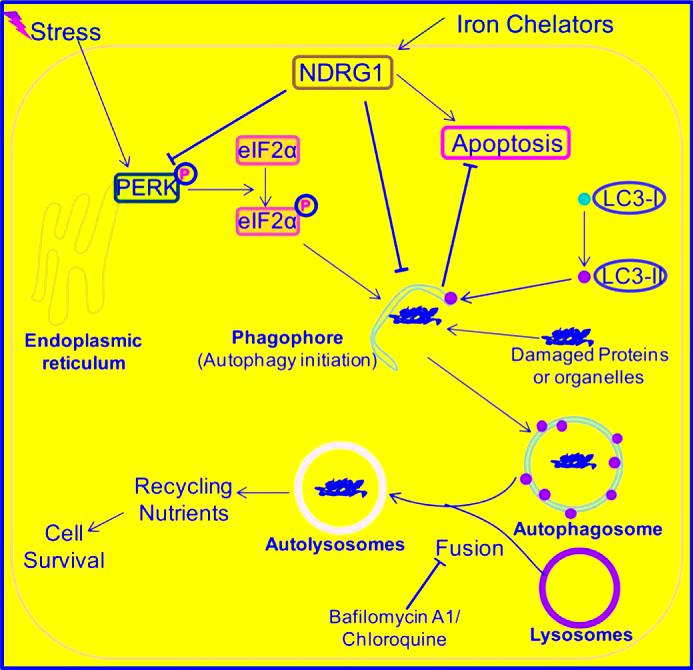 Stress
Iron Chelators
NDRG1
Apoptosis
eIF2α
P
PERK
P
eIF2α
LC3-I
LC3-II
Endoplasmic
reticulum
Phagophore
(Autophagy initiation)
Damaged Proteins
or organelles
Recycling
Nutrients
Cell
Survival
Autolysosomes
Autophagosome
Fusion
Bafilomycin A1/
Chloroquine
Lysosomes